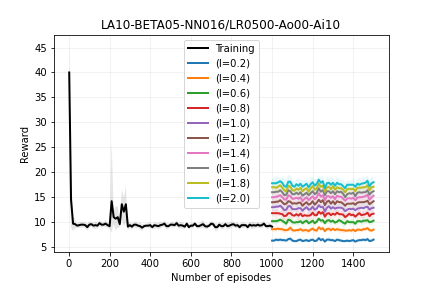 LA10-BETA05-NN016/LR0500-Ao00-Ai10
45
40
35
30
25
20
15
10
5
Reward
Training
(I=0.2)
(I=0.4)
(I=0.6)
(I=0.8)
(I=1.0)
(I=1.2)
(I=1.4)
(I=1.6)
(I=1.8)
(I=2.0)
0 200 400 600 800 1000 1200 1400
Number of episodes